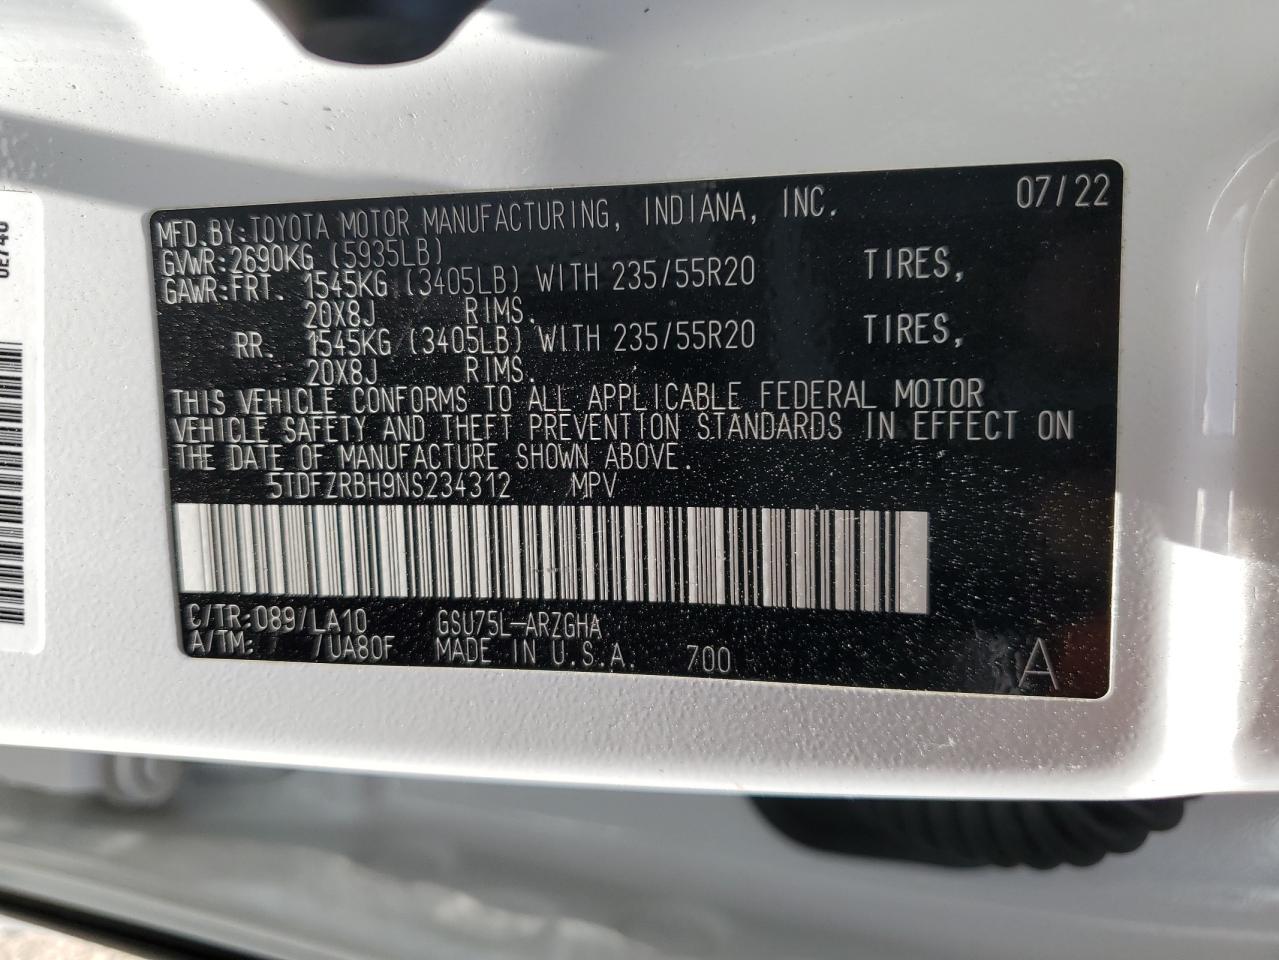 MFD.BY:TOYOTA MOTOR MANUFACTURING, INDIANA, INC. 07/22
GVWR:2690KG (5935LB)
GAWR:FRT. 1545KG (3405LB) WITH 235/55R20 TIRES,
20X8J RIMS.
RR. 1545KG (3405LB) WITH 235/55R20 TIRES,
20X8J RIMS.
THIS VEHICLE CONFORMS TO ALL APPLICABLE FEDERAL MOTOR
VEHICLE SAFETY AND THEFT PREVENTION STANDARDS IN EFFECT ON
THE DATE OF MANUFACTURE SHOWN ABOVE.
5TDFZRBH9NS234312 MPV
C/TR:089/LA10 GSU75L-ARZGHA
A/TM: /UA80F MADE IN U.S.A. 700 A